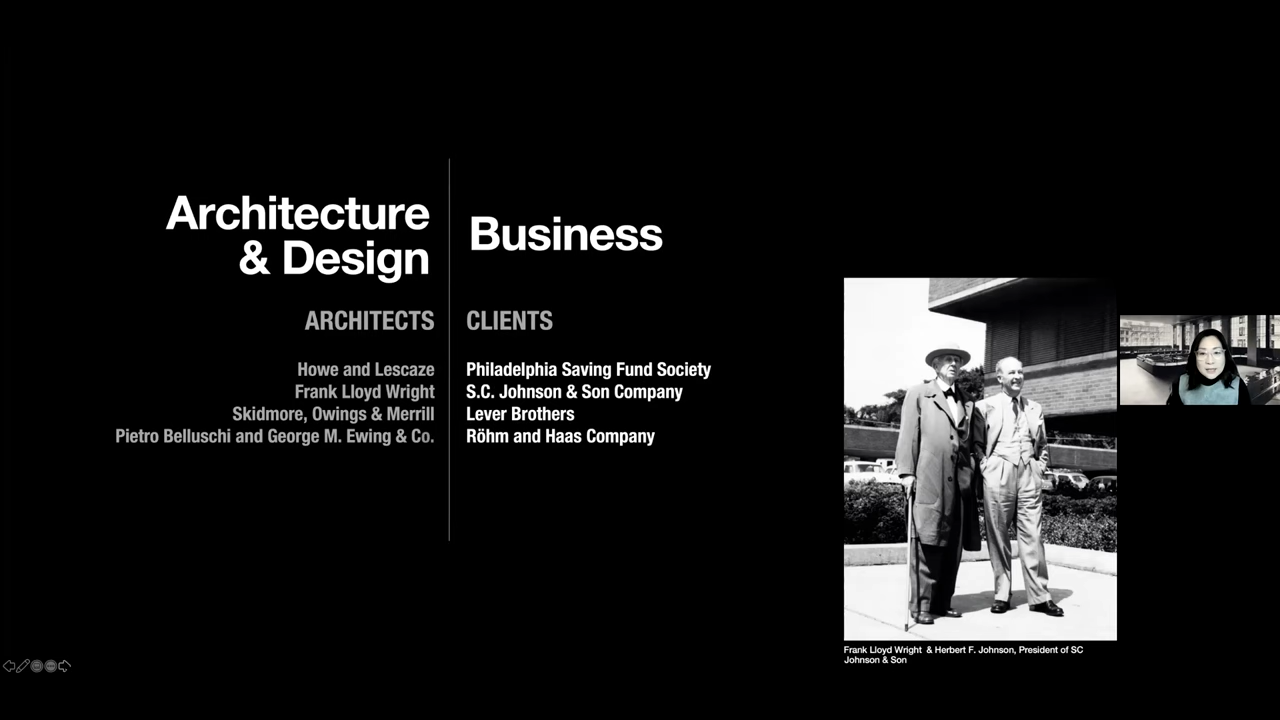 Architecture
& Design
Business
ARCHITECTS
CLIENTS
Howe and Lescaze
Frank Lloyd Wright
Skidmore, Owings & Merrill
Pietro Belluschi and George M. Ewing & Co.
Philadelphia Saving Fund Society
S.C. Johnson & Son Company
Lever Brothers
Röhm and Haas Company
Frank Lloyd Wright & Herbert F. Johnson, President of SC
Johnson & Son